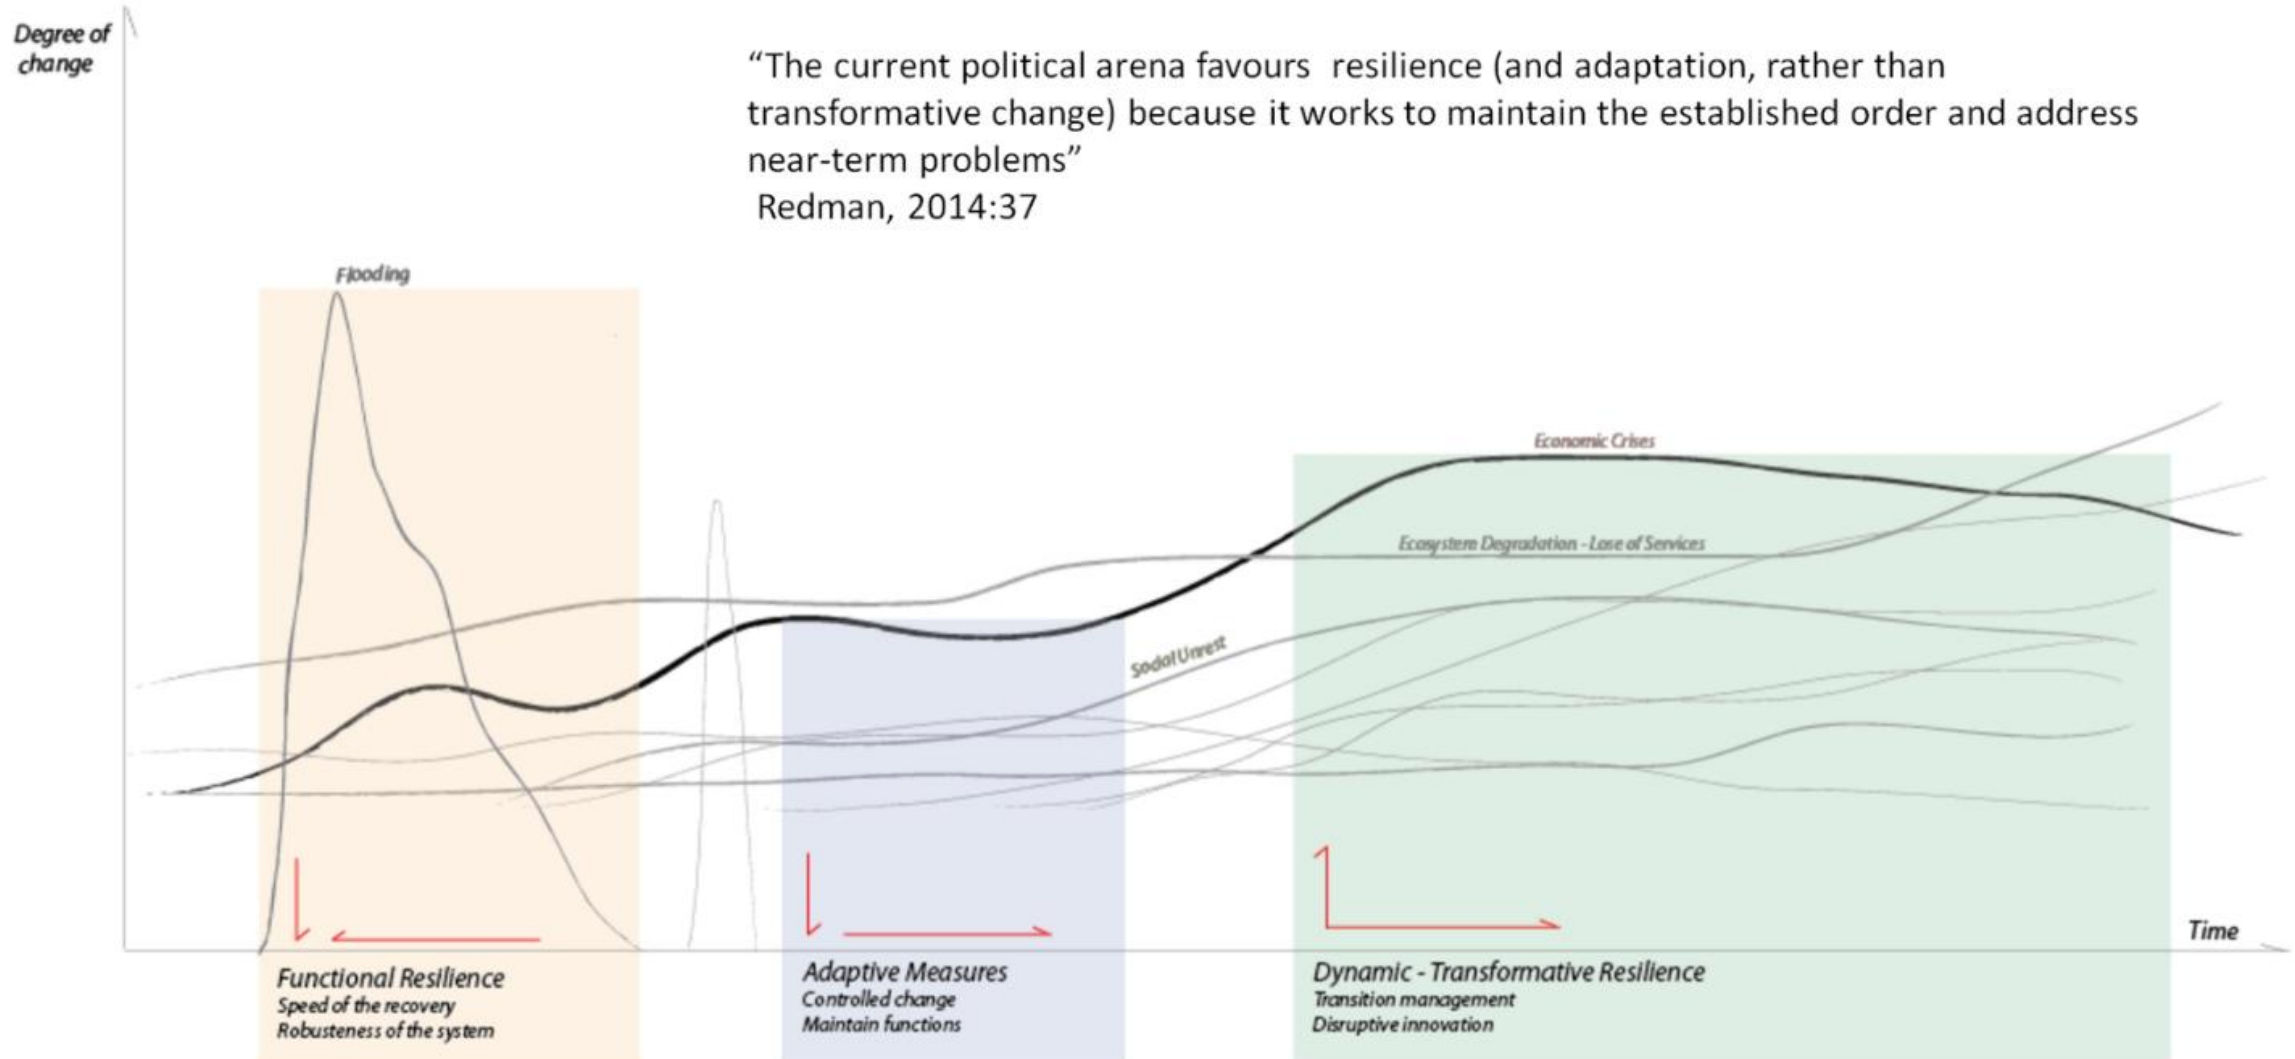 Degree of
change
“The current political arena favours resilience (and adaptation, rather than
transformative change) because it works to maintain the established order and address
near-term problems”
Redman, 2014:37
Flooding
Economic Crises
Ecosystem Degradation - Lose of Services
Social Unrest
Time
Functional Resilience
Speed of the recovery
Robusteness of the system
Adaptive Measures
Controlled change
Maintain functions
Dynamic - Transformative Resilience
Transition management
Disruptive innovation